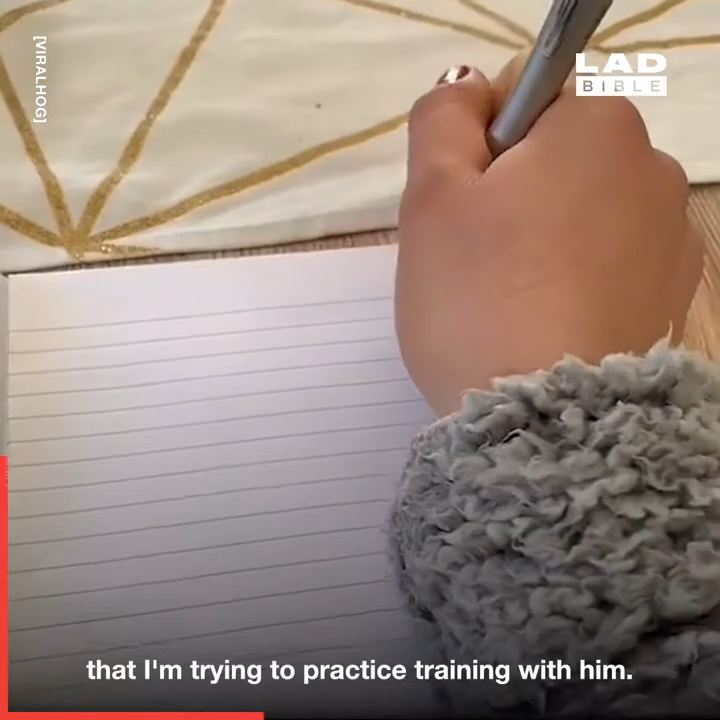 [VIRALHOG]
LAD
BIBLE
that I'm trying to practice training with him.